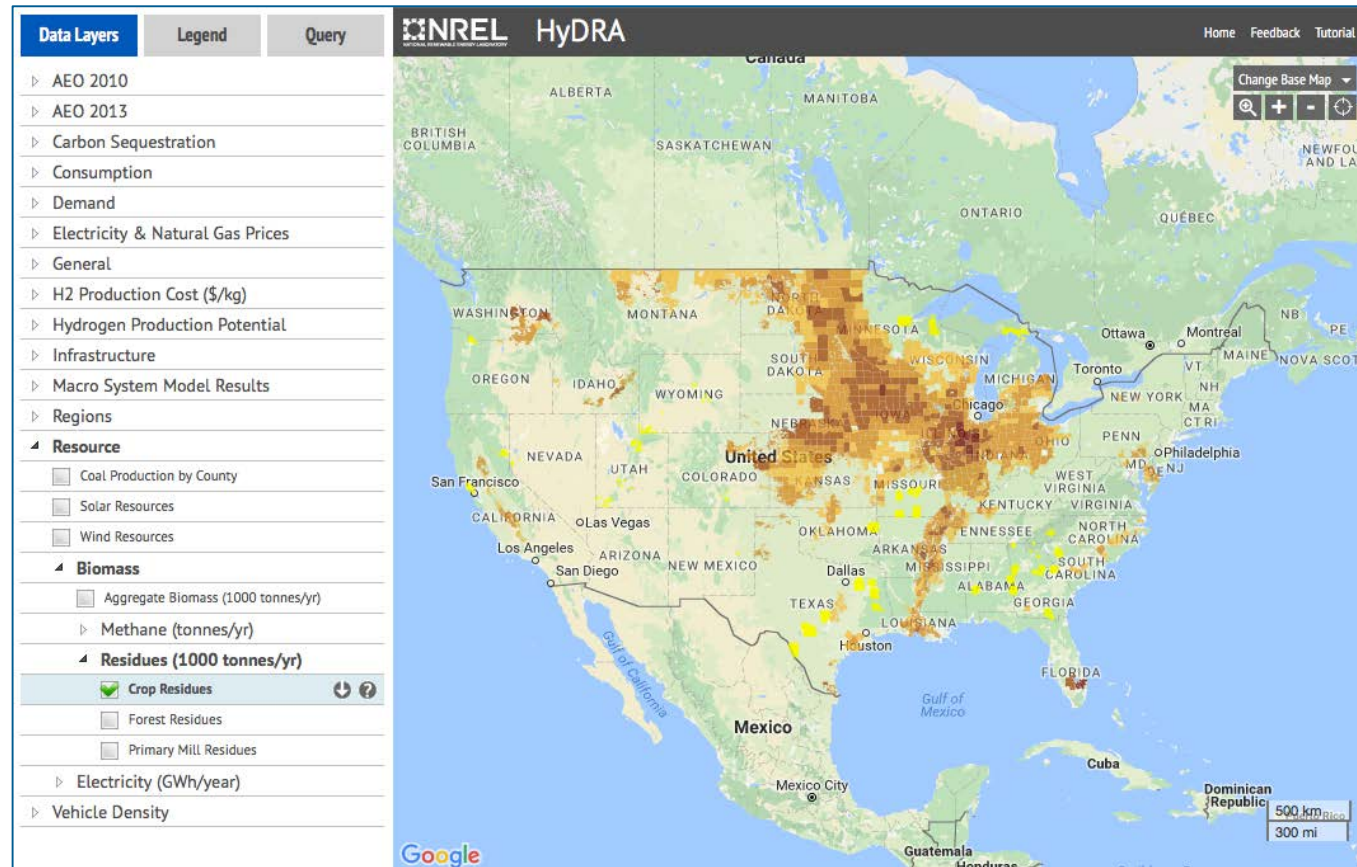 Data Layers
Legend
Query
NREL
NATIONAL RENEWABLE ENERGY LABORATORY
HyDRA
Home
Feedback
Tutorial
AEO 2010
AEO 2013
Carbon Sequestration
Consumption
Demand
Electricity & Natural Gas Prices
General
H2 Production Cost ($/kg)
Hydrogen Production Potential
Infrastructure
Macro System Model Results
Regions
Resource
Coal Production by County
Solar Resources
Wind Resources
Biomass
Aggregate Biomass (1000 tonnes/yr)
Methane (tonnes/yr)
Residues (1000 tonnes/yr)
Crop Residues
Forest Residues
Primary Mill Residues
Electricity (GWh/year)
Vehicle Density
Change Base Map
Canada
ALBERTA
MANITOBA
BRITISH
COLUMBIA
SASKATCHEWAN
NEWFOU
AND LA
ONTARIO
QUÉBEC
WASHINGTON
MONTANA
NORTH
DAKOTA
MINNESOTA
Ottawa
Montreal
NB
PE
MAINE
NOVA SCOT
SOUTH
DAKOTA
WISCONSIN
MICHIGAN
Toronto
VT
NH
OREGON
IDAHO
WYOMING
NEW YORK
MA
CT RI
Chicago
NEBRASKA
IOWA
INDIANA
OHIO
PENN
Philadelphia
MD
DE
NJ
NEVADA
UTAH
COLORADO
United States
KANSAS
MISSOURI
WEST
VIRGINIA
KENTUCKY
VIRGINIA
San Francisco
CALIFORNIA
Las Vegas
OKLAHOMA
TENNESSEE
NORTH
CAROLINA
Los Angeles
ARIZONA
NEW MEXICO
ARKANSAS
MISSISSIPPI
SOUTH
CAROLINA
San Diego
Dallas
ALABAMA
TEXAS
GEORGIA
LOUISIANA
Houston
FLORIDA
Gulf of California
Gulf of
Mexico
Mexico
Cuba
Mexico City
Dominican
Republic
Puerto Rico
500 km
300 mi
Guatemala
Honduras
Google